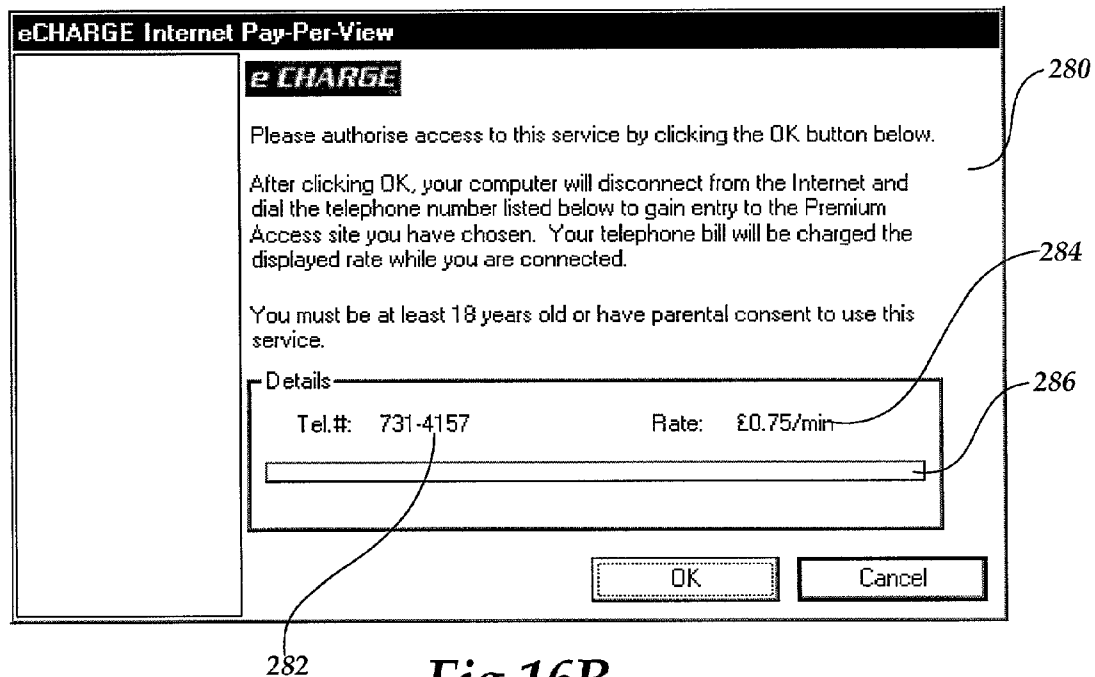 eCHARGE Internet Pay-Per-View
e CHARGE
280
Please authorise access to this service by clicking the OK button below.
After clicking OK, your computer will disconnect from the Internet and
dial the telephone number listed below to gain entry to the Premium
Access site you have chosen. Your telephone bill will be charged the
displayed rate while you are connected.
284
You must be at least 18 years old or have parental consent to use this
service.
Details
286
Tel.#: 731-4157 Rate: £0.75/min
OK Cancel
282
Fig.16B